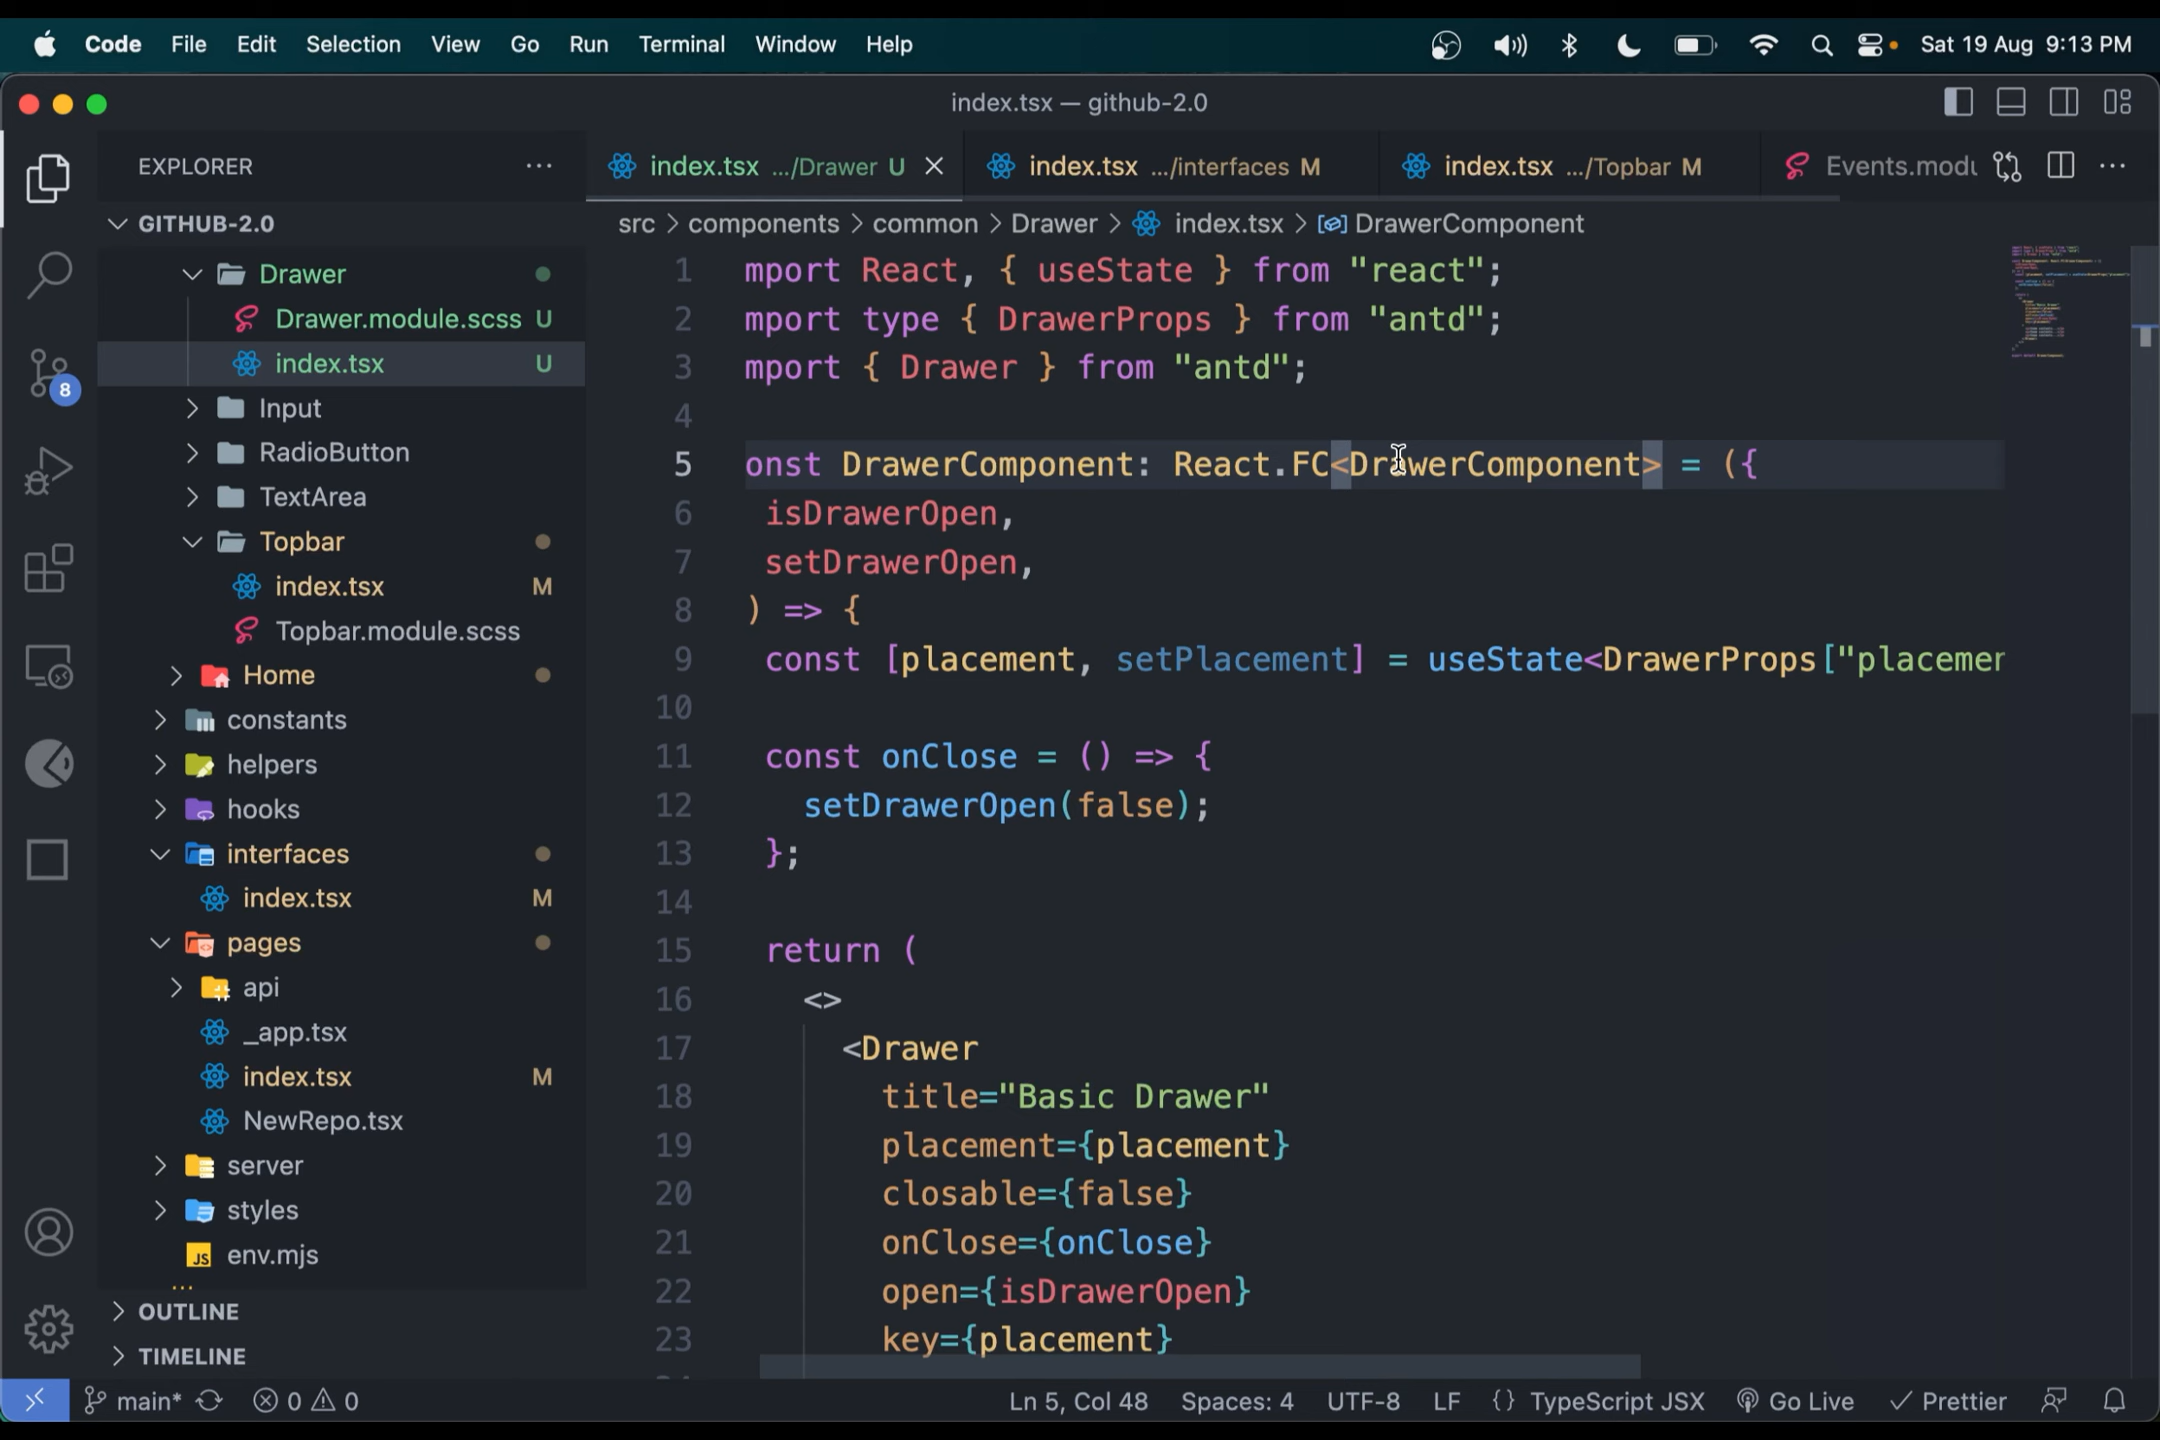 Code File Edit Selection View Go Run Terminal Window Help Sat 19 Aug 9:13 PM
index.tsx — github-2.0
EXPLORER
GITHUB-2.0
Drawer
Drawer.module.scss U
index.tsx U
Input
RadioButton
TextArea
Topbar
index.tsx M
Topbar.module.scss
Home
constants
helpers
hooks
interfaces
index.tsx M
pages
api
_app.tsx
index.tsx M
NewRepo.tsx
server
styles
JS env.mjs
OUTLINE
TIMELINE
8
index.tsx .../Drawer U index.tsx .../interfaces M index.tsx .../Topbar M Events.modu
src > components > common > Drawer > index.tsx > DrawerComponent
1 mport React, { useState } from "react";
2 mport type { DrawerProps } from "antd";
3 mport { Drawer } from "antd";
4
5 onst DrawerComponent: React.FC<DrawerComponent> = ({
6 isDrawerOpen,
7 setDrawerOpen,
8 ) => {
9 const [placement, setPlacement] = useState<DrawerProps["placemen
10
11 const onClose = () => {
12 setDrawerOpen(false);
13 };
14
15 return (
16 <>
17 <Drawer
18 title="Basic Drawer"
19 placement={placement}
20 closable={false}
21 onClose={onClose}
22 open={isDrawerOpen}
23 key={placement}
main* 0 0 Ln 5, Col 48 Spaces: 4 UTF-8 LF {} TypeScript JSX Go Live Prettier